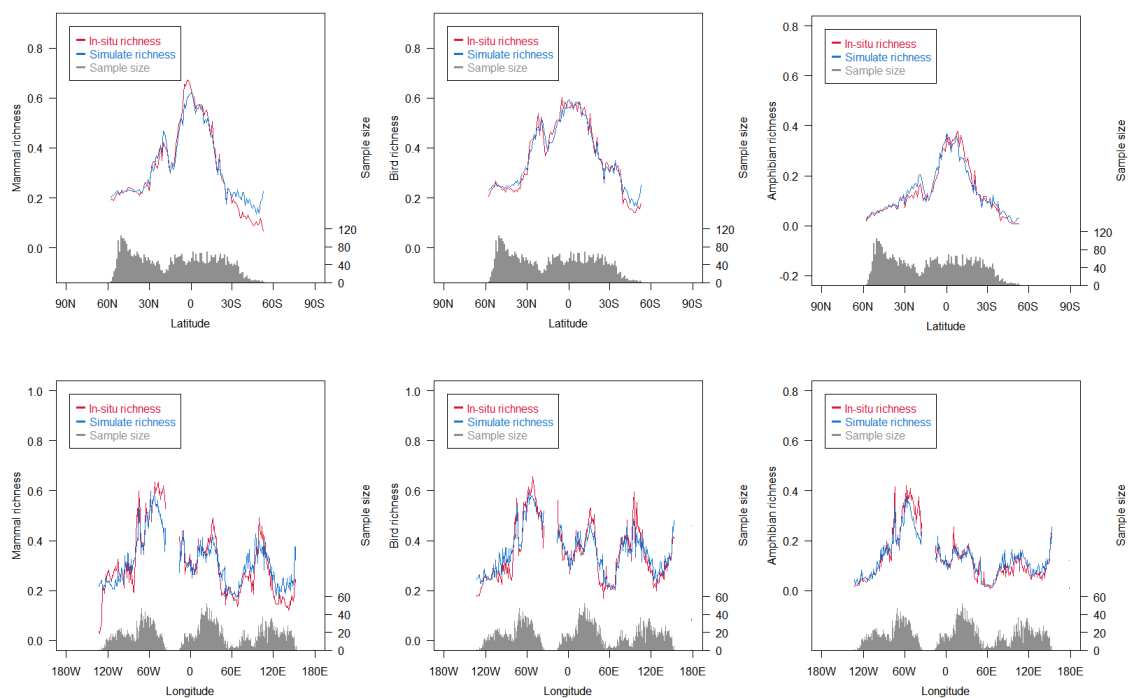 In-situ richness
Simulate richness
Sample size
Mammal richness
0.8
0.6
0.4
0.2
0.0
Sample size
120
80
40
0
90N 60N 30N 0 30S 60S 90S
Latitude
In-situ richness
Simulate richness
Sample size
Bird richness
0.8
0.6
0.4
0.2
0.0
Sample size
120
80
40
0
90N 60N 30N 0 30S 60S 90S
Latitude
In-situ richness
Simulate richness
Sample size
Amphibian richness
0.8
0.6
0.4
0.2
0.0
-0.2
Sample size
120
80
40
0
90N 60N 30N 0 30S 60S 90S
Latitude
In-situ richness
Simulate richness
Sample size
Mammal richness
1.0
0.8
0.6
0.4
0.2
0.0
Sample size
60
40
20
0
180W 120W 60W 0 60E 120E 180E
Longitude
In-situ richness
Simulate richness
Sample size
Bird richness
1.0
0.8
0.6
0.4
0.2
0.0
Sample size
60
40
20
0
180W 120W 60W 0 60E 120E 180E
Longitude
In-situ richness
Simulate richness
Sample size
Amphibian richness
0.8
0.6
0.4
0.2
0.0
Sample size
60
40
20
0
180W 120W 60W 0 60E 120E 180E
Longitude